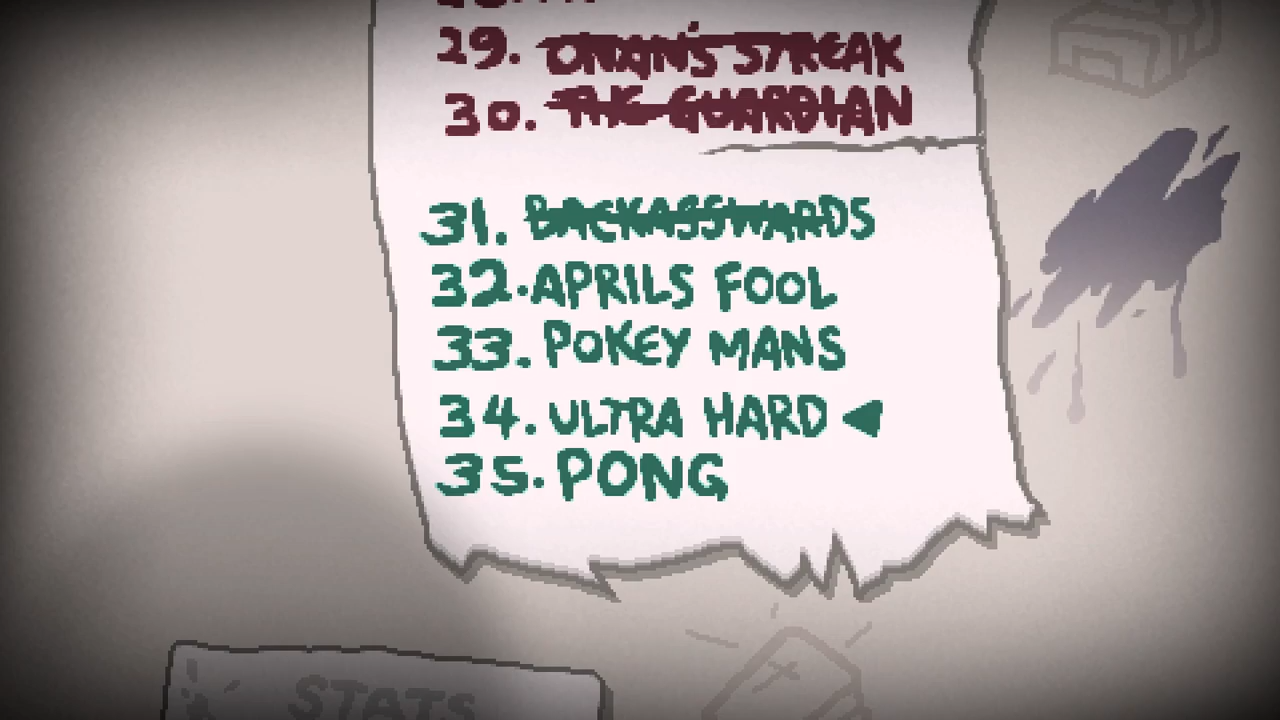 29. ONAN'S STREAK
30. THE GUARDIAN
31. BACKASSWARDS
32. APRILS FOOL
33. POKEY MANS
34. ULTRA HARD
35. PONG
STATS